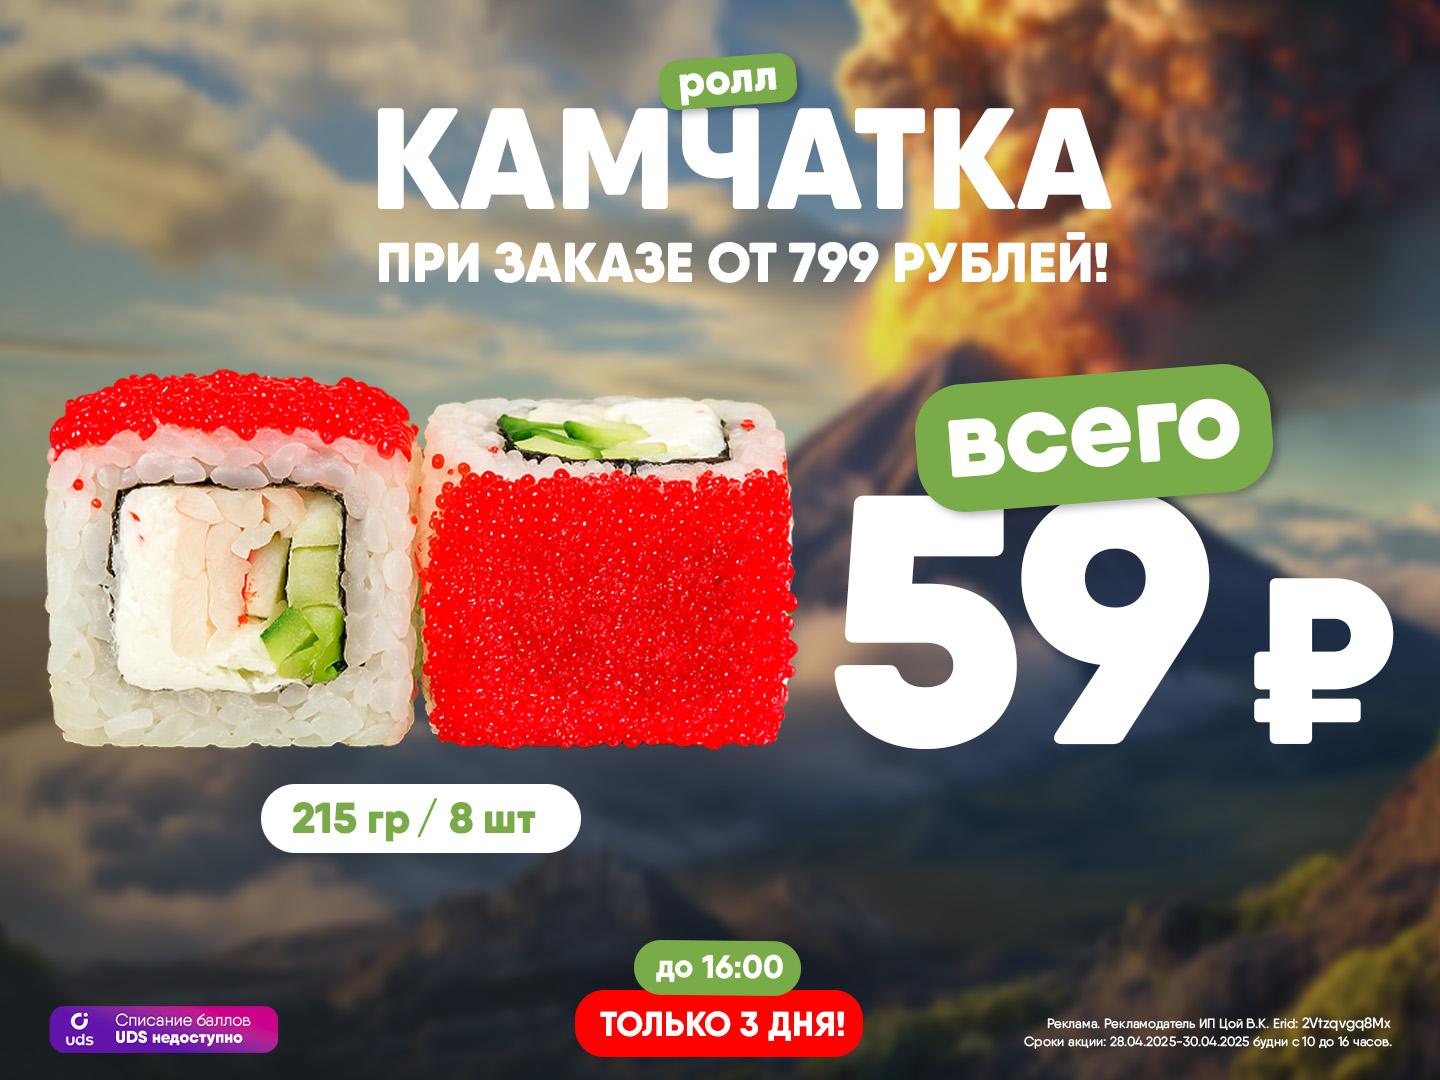 ролл
КАМЧАТКА
ПРИ ЗАКАЗЕ ОТ 799 РУБЛЕЙ!
всего
59 ₽
215 гр / 8 шт
до 16:00
ТОЛЬКО 3 ДНЯ!
uds
Списание баллов
UDS недоступно
Реклама. Рекламодатель ИП Цой В.К. Erid: 2Vtzqvgq8Mx
Сроки акции: 28.04.2025-30.04.2025 будни с 10 до 16 часов.